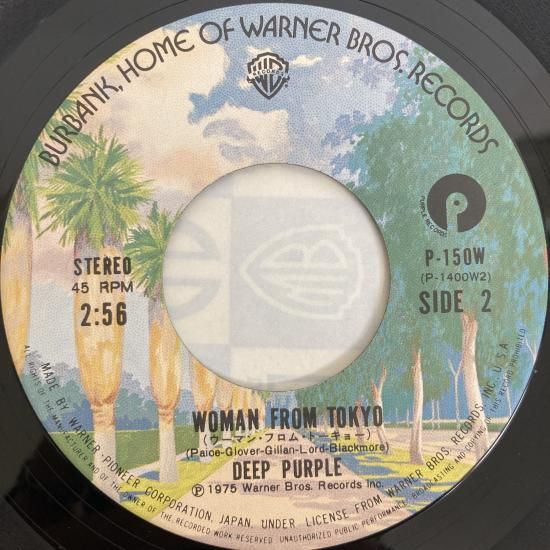 BURBANK, HOME OF WARNER BROS. RECORDS
RECORDS
PURPLE RECORDS
STEREO
45 RPM
2:56
P-150W
(P-1400W2)
SIDE 2
WOMAN FROM TOKYO
(ウーマン・フロム・トーキョー)
(Paice-Glover-Gillan-Lord-Blackmore)
DEEP PURPLE
Ⓟ1975 Warner Bros. Records Inc.
MADE BY WARNER-PIONEER CORPORATION, JAPAN, UNDER LICENSE FROM WARNER BROS RECORDS, INC., U S A
ALL RIGHTS OF THE MANUFACTURER AND OF THE OWNER OF THE RECORDED WORK RESERVED. UNAUTHORIZED PUBLIC PERFORMANCE, BROADCASTING AND COPYING OF THIS RECORD PROHIBITED